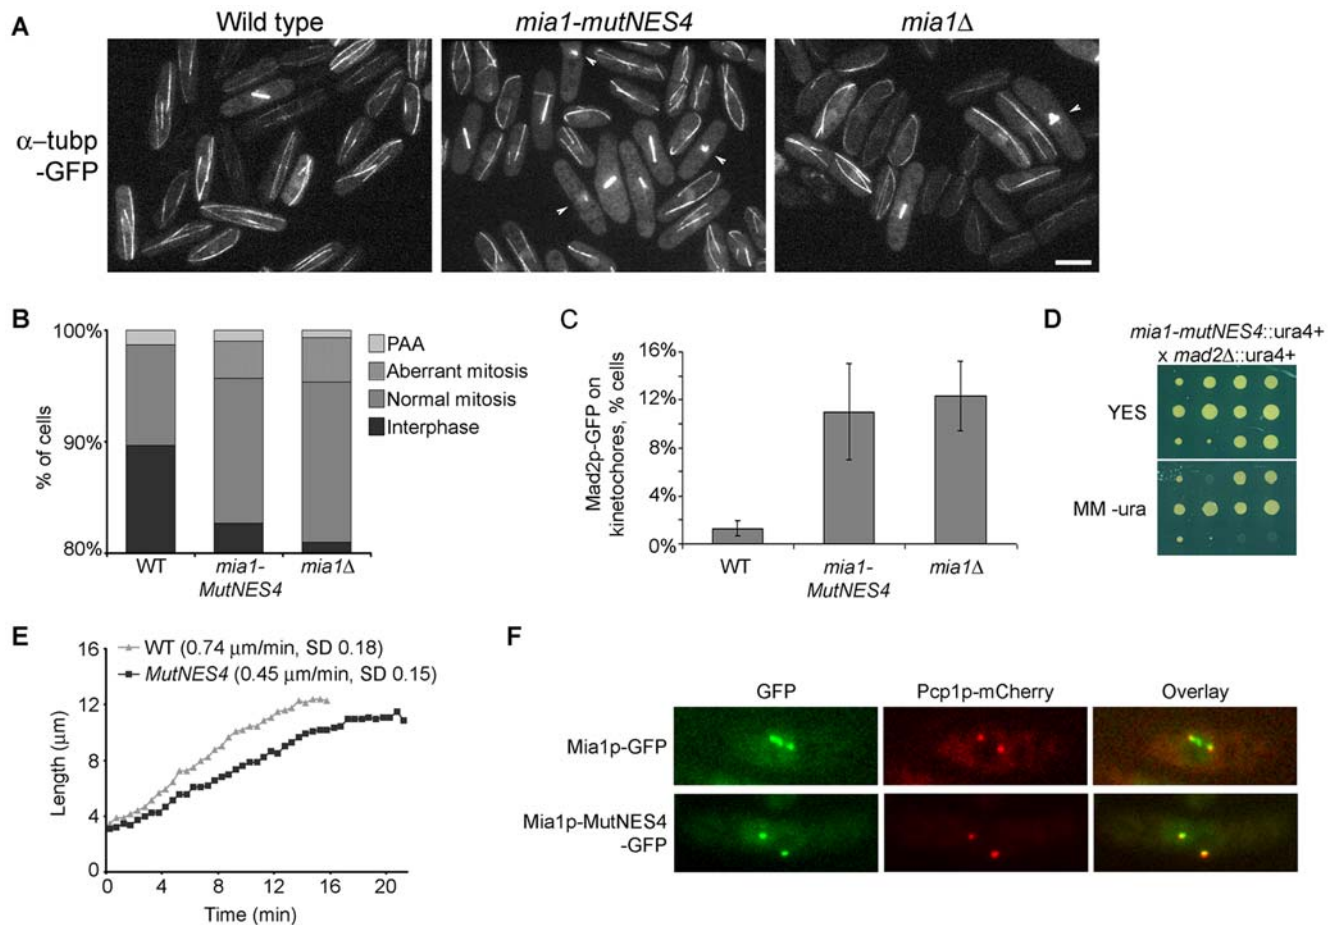 A
Wild type
mia1-mutNES4
mia1Δ
α–tubp
-GFP
B
100%
90%
80%
% of cells
WT
mia1-
MutNES4
mia1Δ
PAA
Aberrant mitosis
Normal mitosis
Interphase
C
Mad2p-GFP on
kinetochores, % cells
16%
12%
8%
4%
0%
WT
mia1-
MutNES4
mia1Δ
D
mia1-mutNES4::ura4+
x mad2Δ::ura4+
YES
MM -ura
E
WT (0.74 μm/min, SD 0.18)
MutNES4 (0.45 μm/min, SD 0.15)
Length (μm)
16
12
8
4
0
0 4 8 12 16 20
Time (min)
F
GFP
Pcp1p-mCherry
Overlay
Mia1p-GFP
Mia1p-MutNES4
-GFP